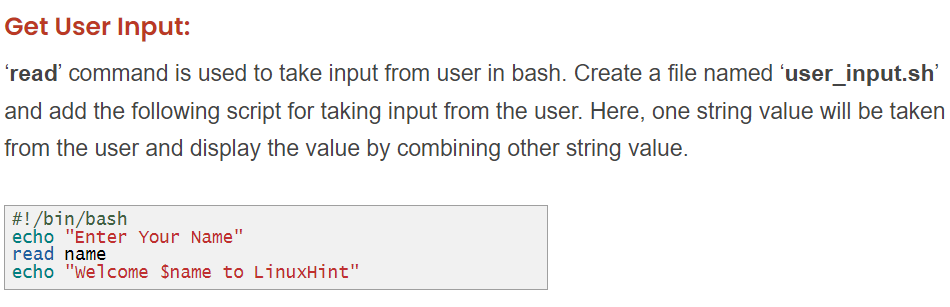 Get User Input:
‘read’ command is used to take input from user in bash. Create a file named ‘user_input.sh’
and add the following script for taking input from the user. Here, one string value will be taken
from the user and display the value by combining other string value.
#!/bin/bash
echo "Enter Your Name"
read name
echo "Welcome $name to LinuxHint"